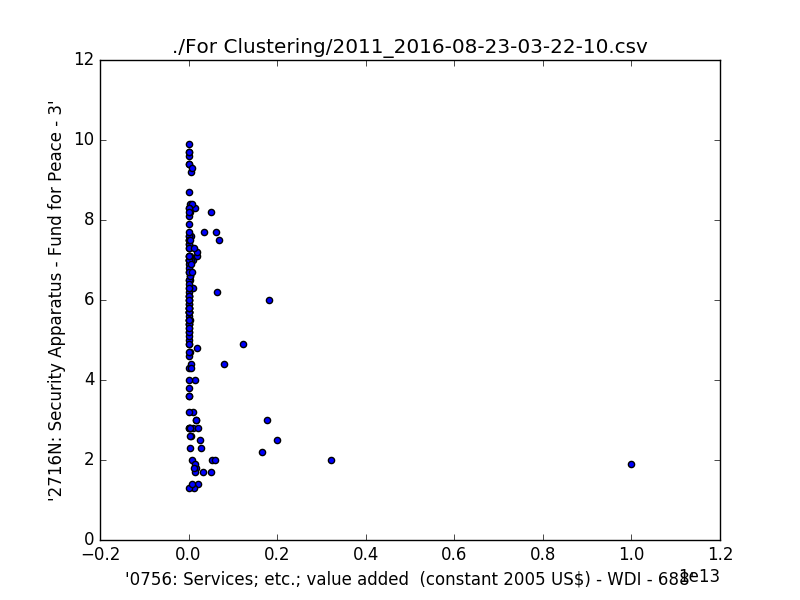 ./For Clustering/2011_2016-08-23-03-22-10.csv
12
10
8
6
4
2
0
'2716N: Security Apparatus - Fund for Peace - 3'
−0.2 0.0 0.2 0.4 0.6 0.8 1.0 1.2
1e13
'0756: Services; etc.; value added (constant 2005 US$) - WDI -